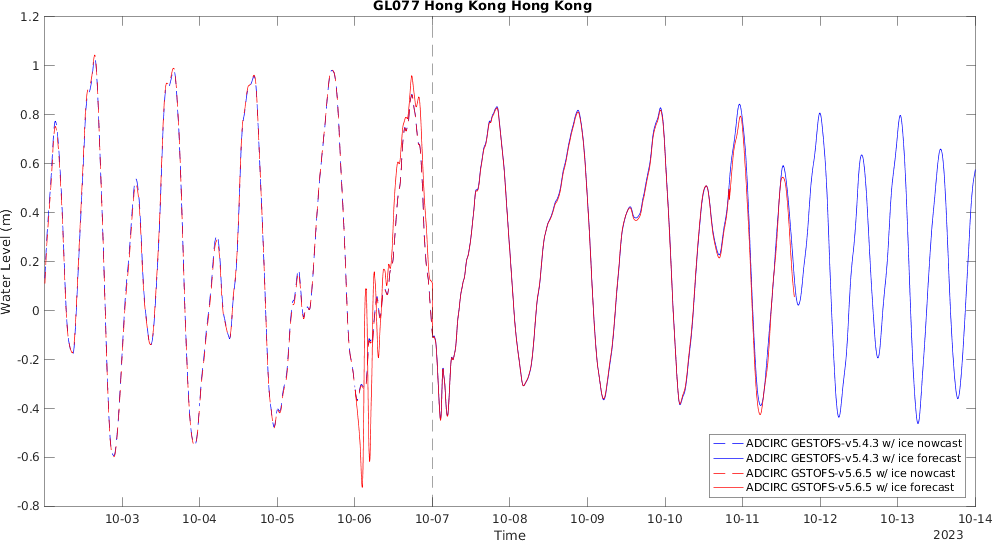 GL077 Hong Kong Hong Kong
1.2
1
0.8
0.6
0.4
0.2
0
-0.2
-0.4
-0.6
-0.8
Water Level (m)
10-03 10-04 10-05 10-06 10-07 10-08 10-09 10-10 10-11 10-12 10-13 10-14
Time
2023
ADCIRC GESTOFS-v5.4.3 w/ ice nowcast
ADCIRC GESTOFS-v5.4.3 w/ ice forecast
ADCIRC GSTOFS-v5.6.5 w/ ice nowcast
ADCIRC GSTOFS-v5.6.5 w/ ice forecast